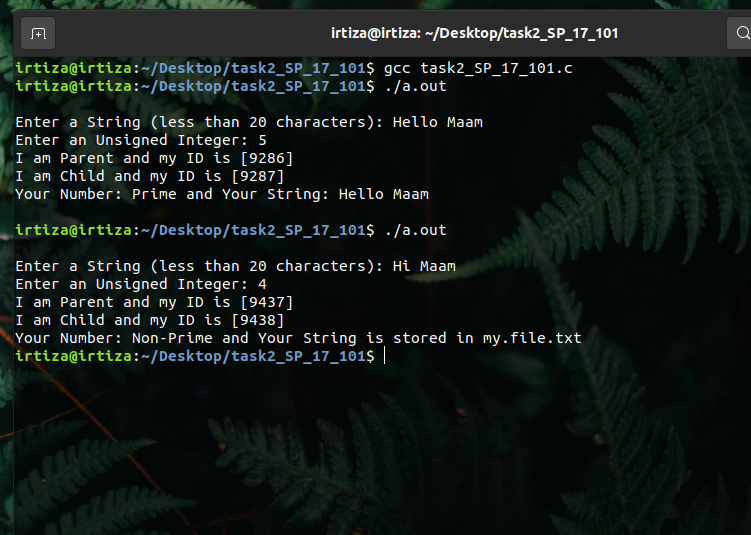 irtiza@irtiza: ~/Desktop/task2_SP_17_101
irtiza@irtiza:~/Desktop/task2_SP_17_101$ gcc task2_SP_17_101.c
irtiza@irtiza:~/Desktop/task2_SP_17_101$ ./a.out
Enter a String (less than 20 characters): Hello Maam
Enter an Unsigned Integer: 5
I am Parent and my ID is [9286]
I am Child and my ID is [9287]
Your Number: Prime and Your String: Hello Maam
irtiza@irtiza:~/Desktop/task2_SP_17_101$ ./a.out
Enter a String (less than 20 characters): Hi Maam
Enter an Unsigned Integer: 4
I am Parent and my ID is [9437]
I am Child and my ID is [9438]
Your Number: Non-Prime and Your String is stored in my.file.txt
irtiza@irtiza:~/Desktop/task2_SP_17_101$